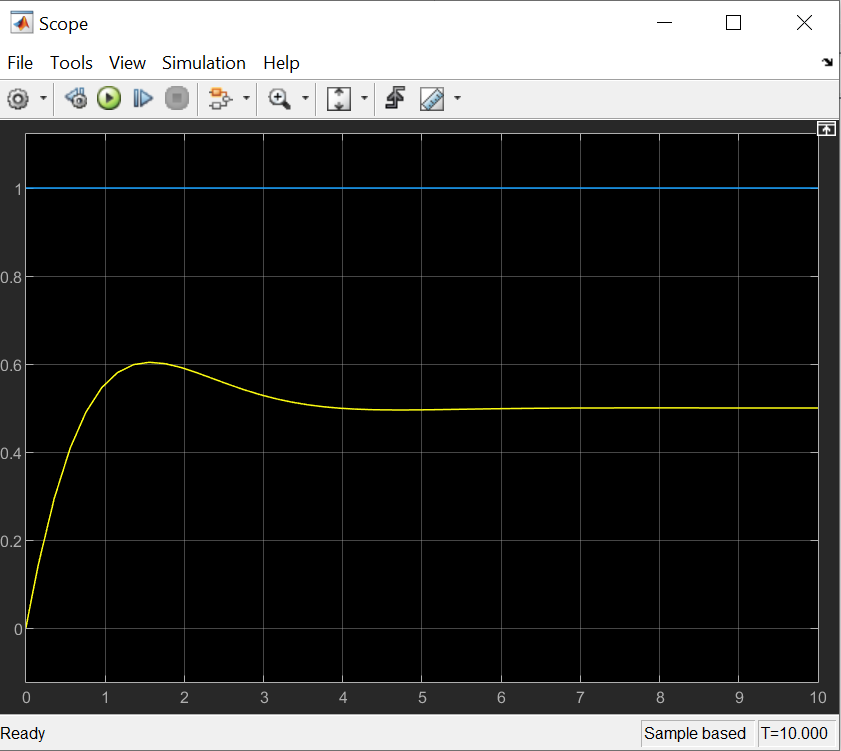 Scope
File Tools View Simulation Help
1
0.8
0.6
0.4
0.2
0
0 1 2 3 4 5 6 7 8 9 10
Ready Sample based T=10.000